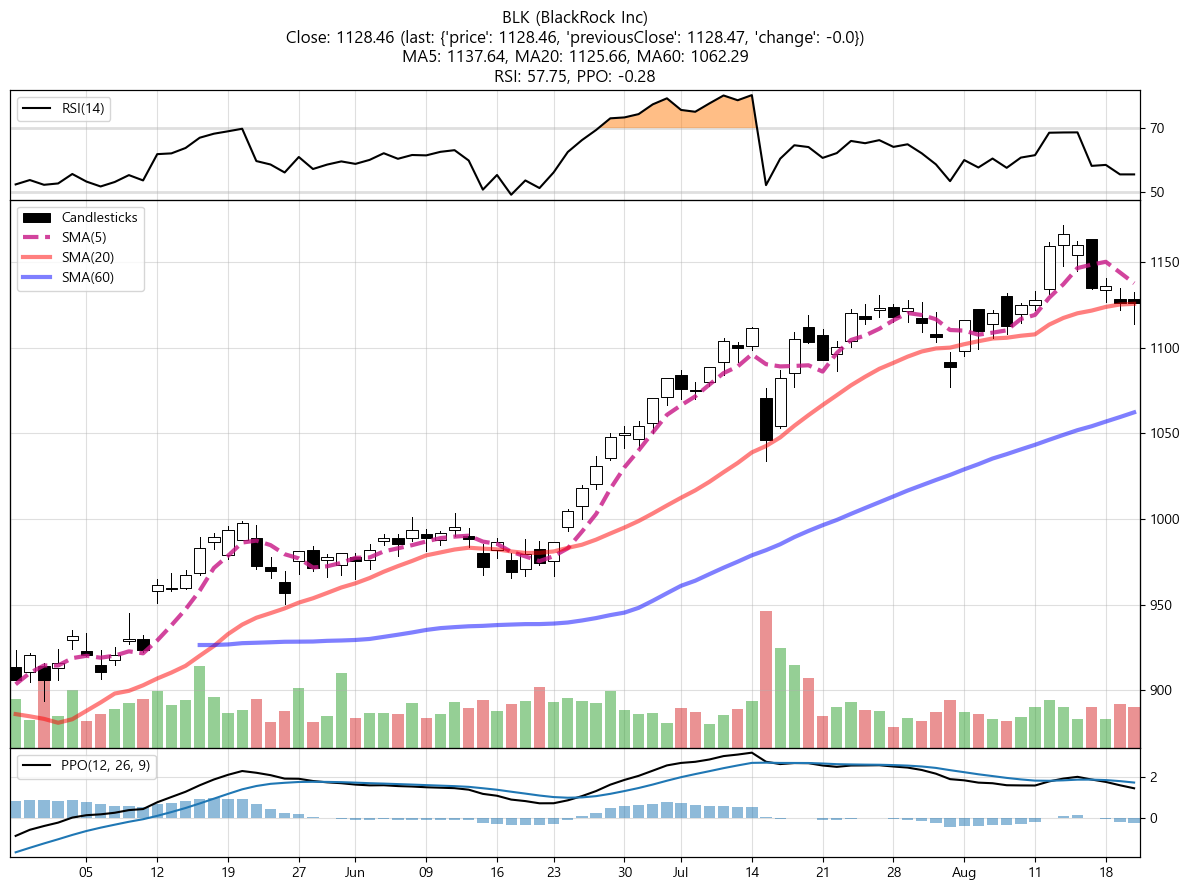 BLK (BlackRock Inc)
Close: 1128.46 (last: {'price': 1128.46, 'previousClose': 1128.47, 'change': -0.0})
MA5: 1137.64, MA20: 1125.66, MA60: 1062.29
RSI: 57.75, PPO: -0.28
RSI(14)
70
50
Candlesticks
SMA(5)
SMA(20)
SMA(60)
1150
1100
1050
1000
950
900
PPO(12, 26, 9)
2
0
05 12 19 27 Jun 09 16 23 30 Jul 14 21 28 Aug 11 18